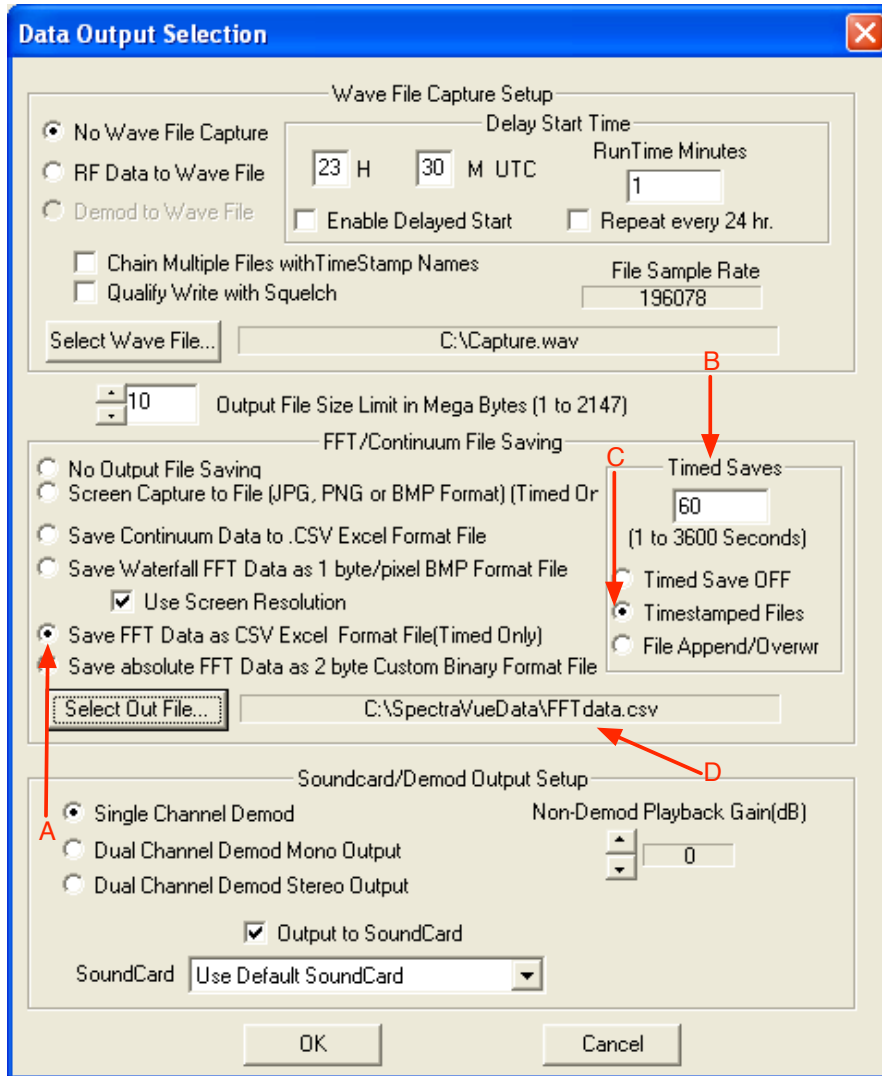 Data Output Selection
Wave File Capture Setup
No Wave File Capture
RF Data to Wave File
Demod to Wave File
Delay Start Time
23 H 30 M UTC
RunTime Minutes
1
Enable Delayed Start
Repeat every 24 hr.
Chain Multiple Files withTimeStamp Names
Qualify Write with Squelch
File Sample Rate
196078
Select Wave File...
C:\Capture.wav
B
10 Output File Size Limit in Mega Bytes (1 to 2147)
FFT/Continuum File Saving
C
No Output File Saving
Screen Capture to File (JPG, PNG or BMP Format) (Timed Or
Save Continuum Data to .CSV Excel Format File
Save Waterfall FFT Data as 1 byte/pixel BMP Format File
Use Screen Resolution
Save FFT Data as CSV Excel Format File(Timed Only)
Save absolute FFT Data as 2 byte Custom Binary Format File
Timed Saves
60
(1 to 3600 Seconds)
Timed Save OFF
Timestamped Files
File Append/Overwr
Select Out File...
C:\SpectraVueData\FFTdata.csv
D
A
Soundcard/Demod Output Setup
Single Channel Demod
Dual Channel Demod Mono Output
Dual Channel Demod Stereo Output
Non-Demod Playback Gain(dB)
0
Output to SoundCard
SoundCard Use Default SoundCard
OK
Cancel